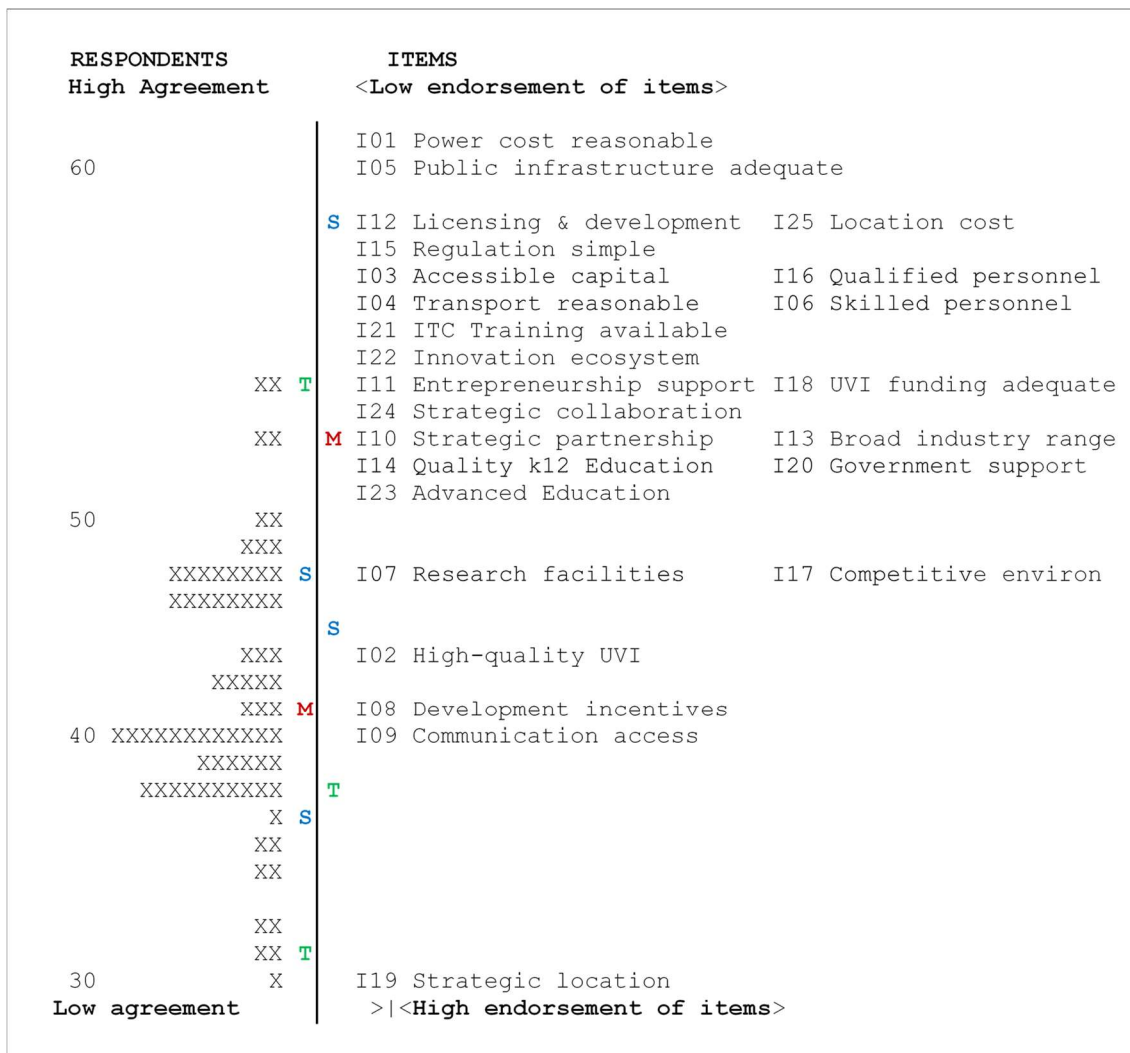 RESPONDENTS ITEMS
High Agreement <Low endorsement of items>
I01 Power cost reasonable
60 I05 Public infrastructure adequate
S I12 Licensing & development I25 Location cost
I15 Regulation simple
I03 Accessible capital I16 Qualified personnel
I04 Transport reasonable I06 Skilled personnel
I21 ITC Training available
I22 Innovation ecosystem
XX T I11 Entrepreneurship support I18 UVI funding adequate
I24 Strategic collaboration
XX M I10 Strategic partnership I13 Broad industry range
I14 Quality k12 Education I20 Government support
I23 Advanced Education
50 XX
XXX
XXXXXXXX S I07 Research facilities I17 Competitive environ
XXXXXXXX
S
XXX I02 High-quality UVI
XXXXX
XXX M I08 Development incentives
40 XXXXXXXXXXXX I09 Communication access
XXXXXX
XXXXXXXXXX T
X S
XX
XX
XX
XX T
30 X I19 Strategic location
Low agreement >|<High endorsement of items>